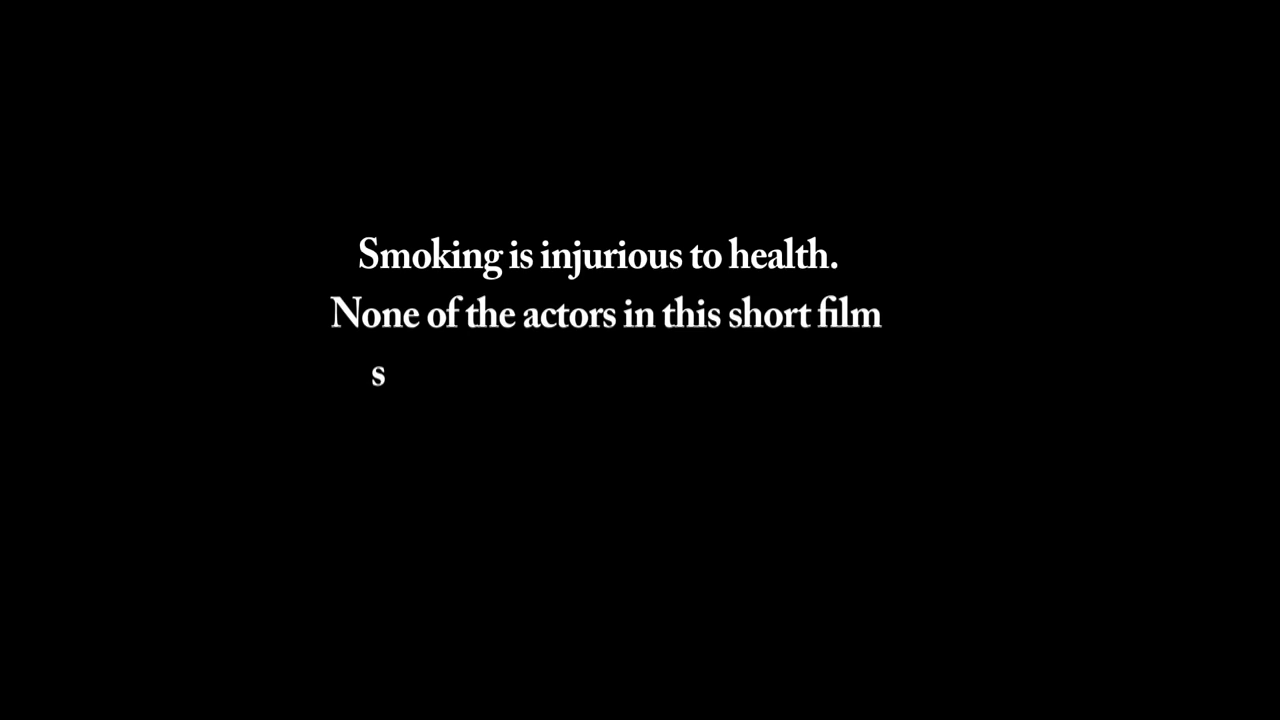 Smoking is injurious to health.
None of the actors in this short film
s